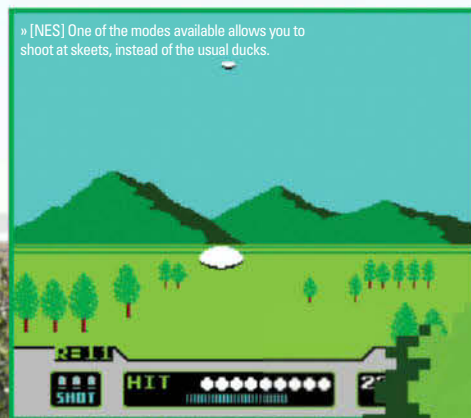 » [NES] One of the modes available allows you to
shoot at skeets, instead of the usual ducks.
R=11
SHOT
HIT